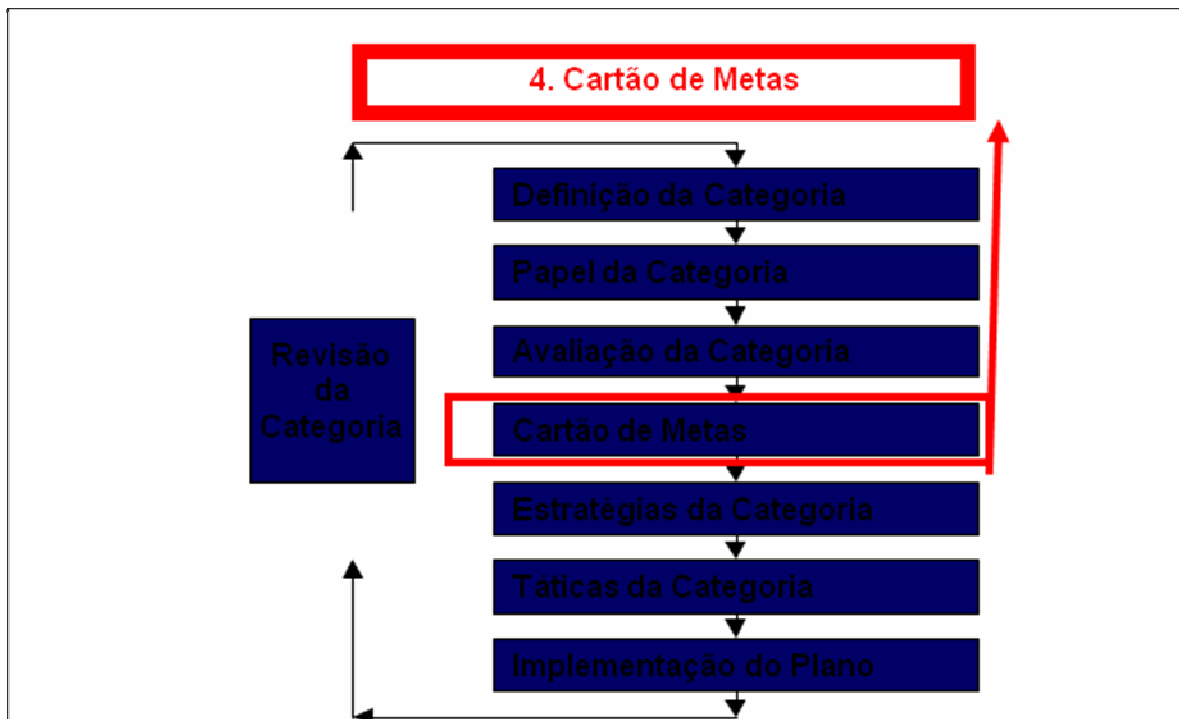 4. Cartão de Metas
Definição da Categoria
Papel da Categoria
Avaliação da Categoria
Revisão
da
Categoria
Cartão de Metas
Estratégias da Categoria
Táticas da Categoria
Implementação do Plano